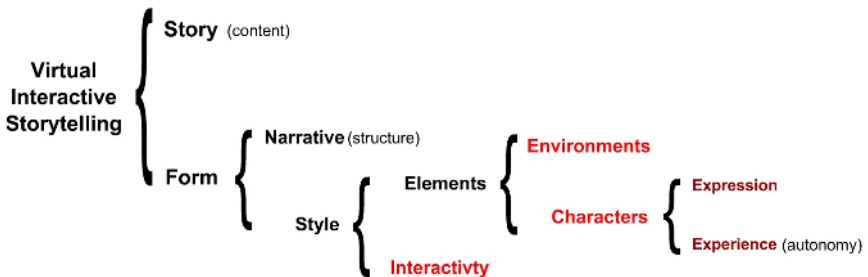 Story (content)
Virtual
Interactive
Storytelling
Narrative (structure)
Environments
Form
Elements
Expression
Characters
Style
Experience (autonomy)
Interactivty